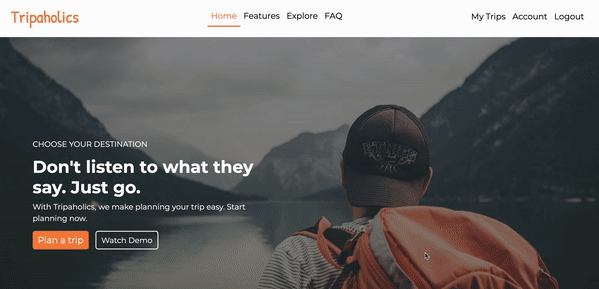 Tripaholics
Home Features Explore FAQ
My Trips Account Logout
CHOOSE YOUR DESTINATION
Don't listen to what they
say. Just go.
With Tripaholics, we make planning your trip easy. Start
planning now.
Plan a trip
Watch Demo